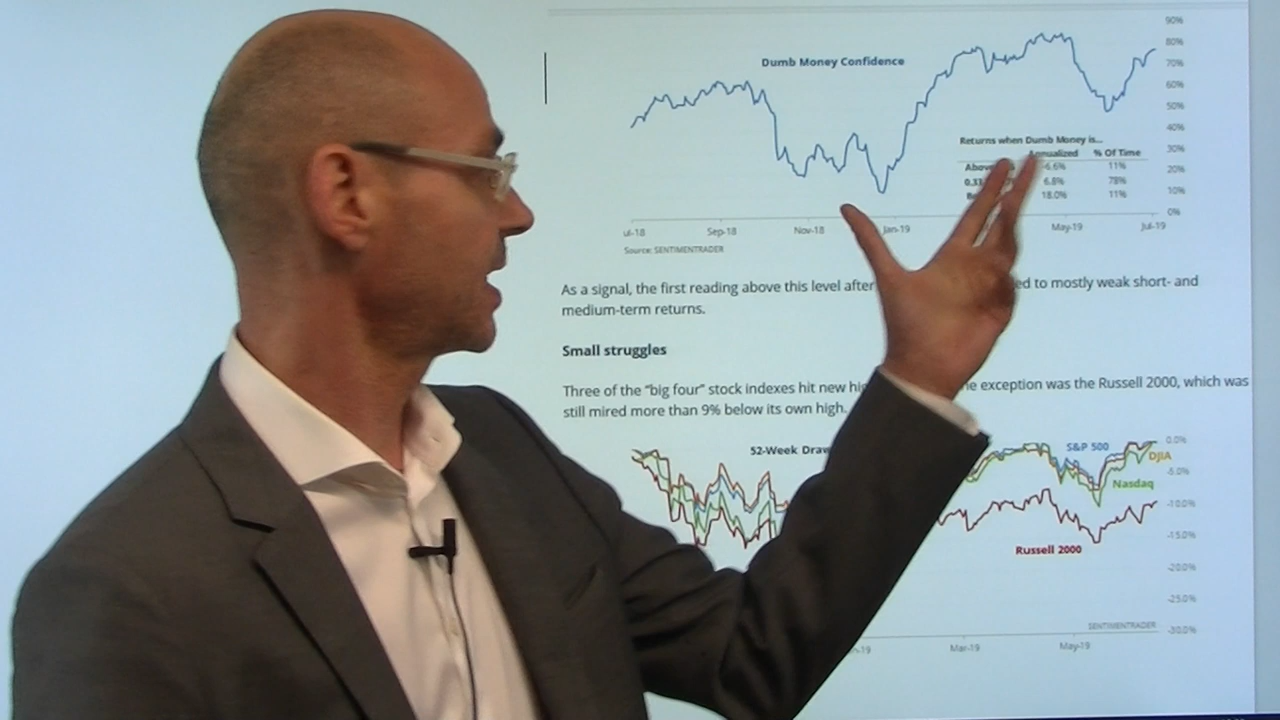 Dumb Money Confidence
90%
80%
70%
60%
50%
40%
30%
20%
10%
0%
Returns when Dumb Money is...
Annualized % Of Time
Above -6.6% 11%
6.8% 78%
18.0% 11%
ul-18 Sep-18 Nov-18 Jan-19 May-19 Jul-19
Source: SENTIMENTRADER
As a signal, the first reading above this level after ed to mostly weak short- and
medium-term returns.
Small struggles
Three of the “big four” stock indexes hit new hig e exception was the Russell 2000, which was
still mired more than 9% below its own high.
52-Week Draw
S&P 500
DJIA
Nasdaq
Russell 2000
0.0%
-5.0%
-10.0%
-15.0%
-20.0%
-25.0%
-30.0%
SENTIMENTRADER
n-19 Mar-19 May-19